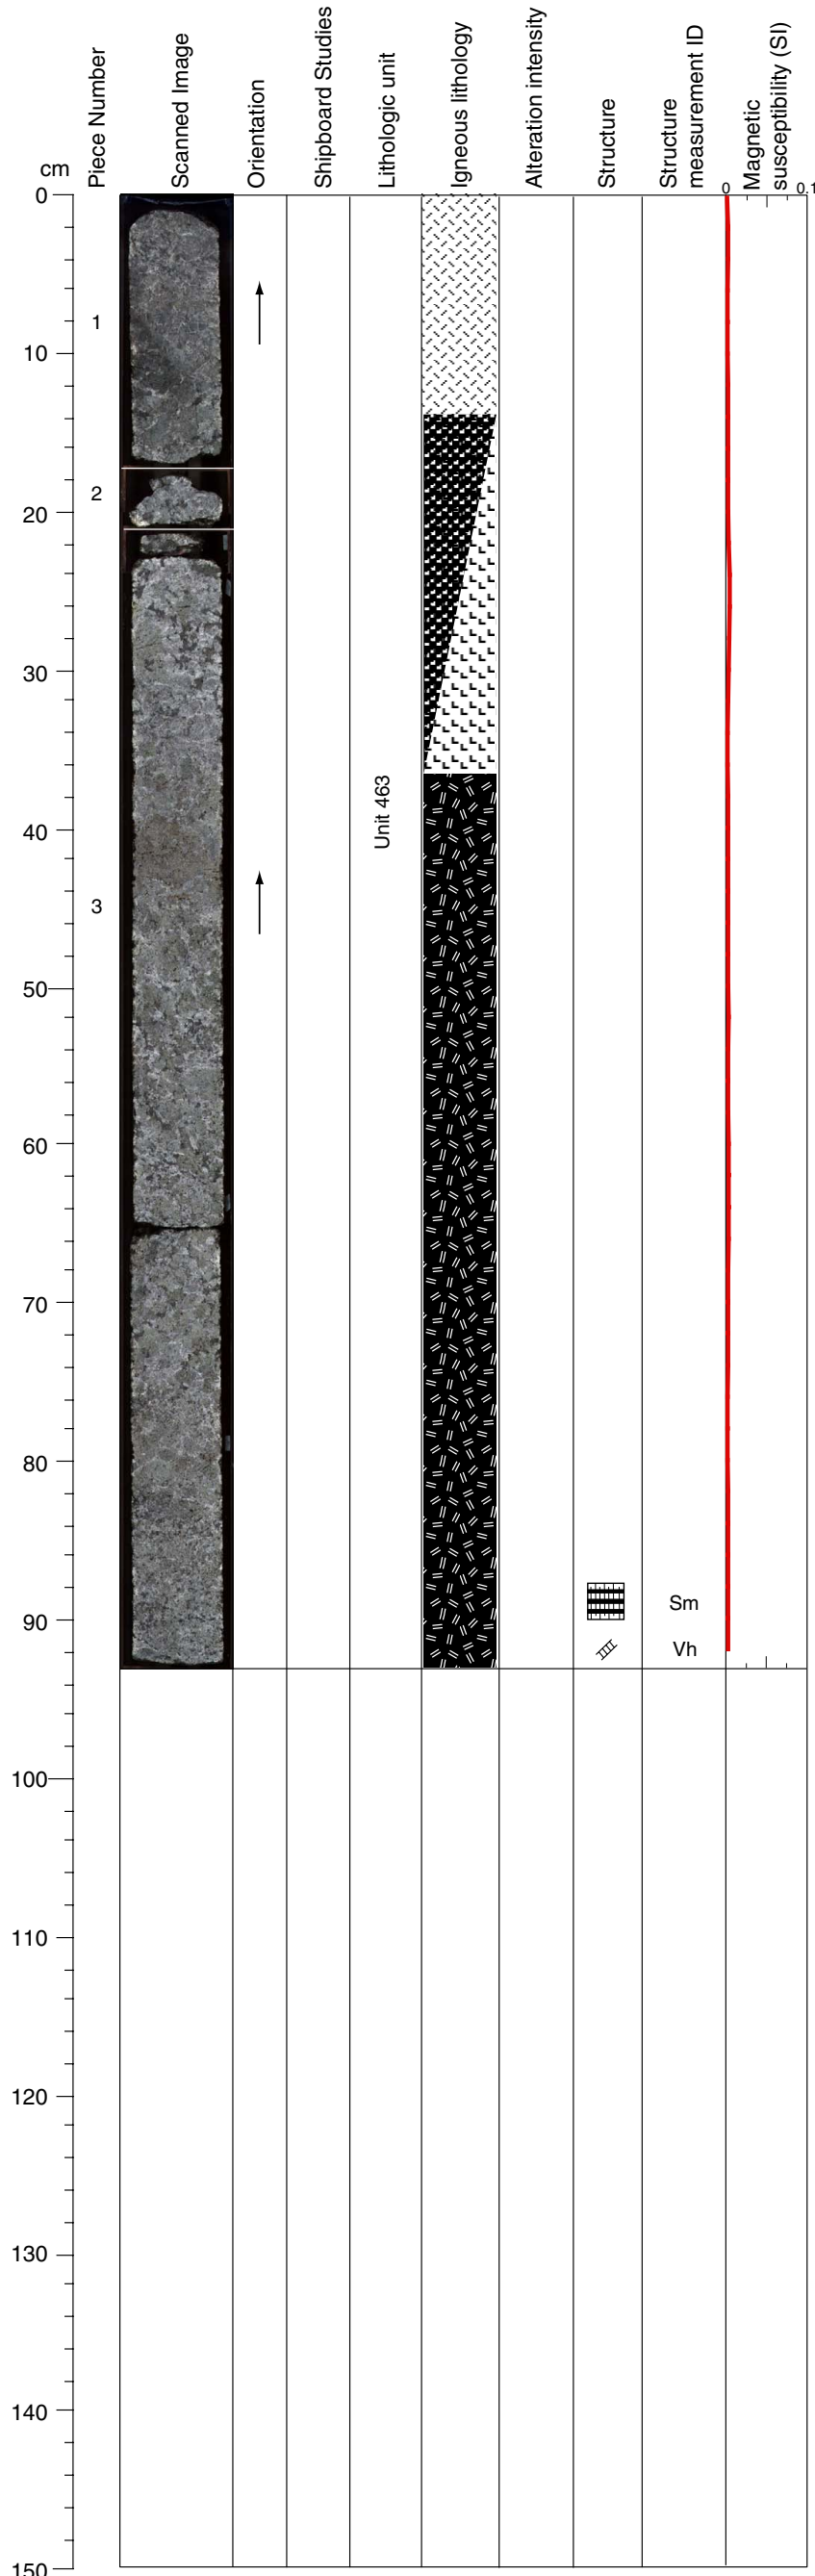 cm
Piece Number
Scanned Image
Orientation
Shipboard Studies
Lithologic unit
Igneous lithology
Alteration intensity
Structure
Structure
measurement ID
Magnetic
susceptibility (SI)
0
0.1
0
1
10
2
20
30
Unit 463
40
3
50
60
70
80
Sm
90
Vh
100
110
120
130
140
150